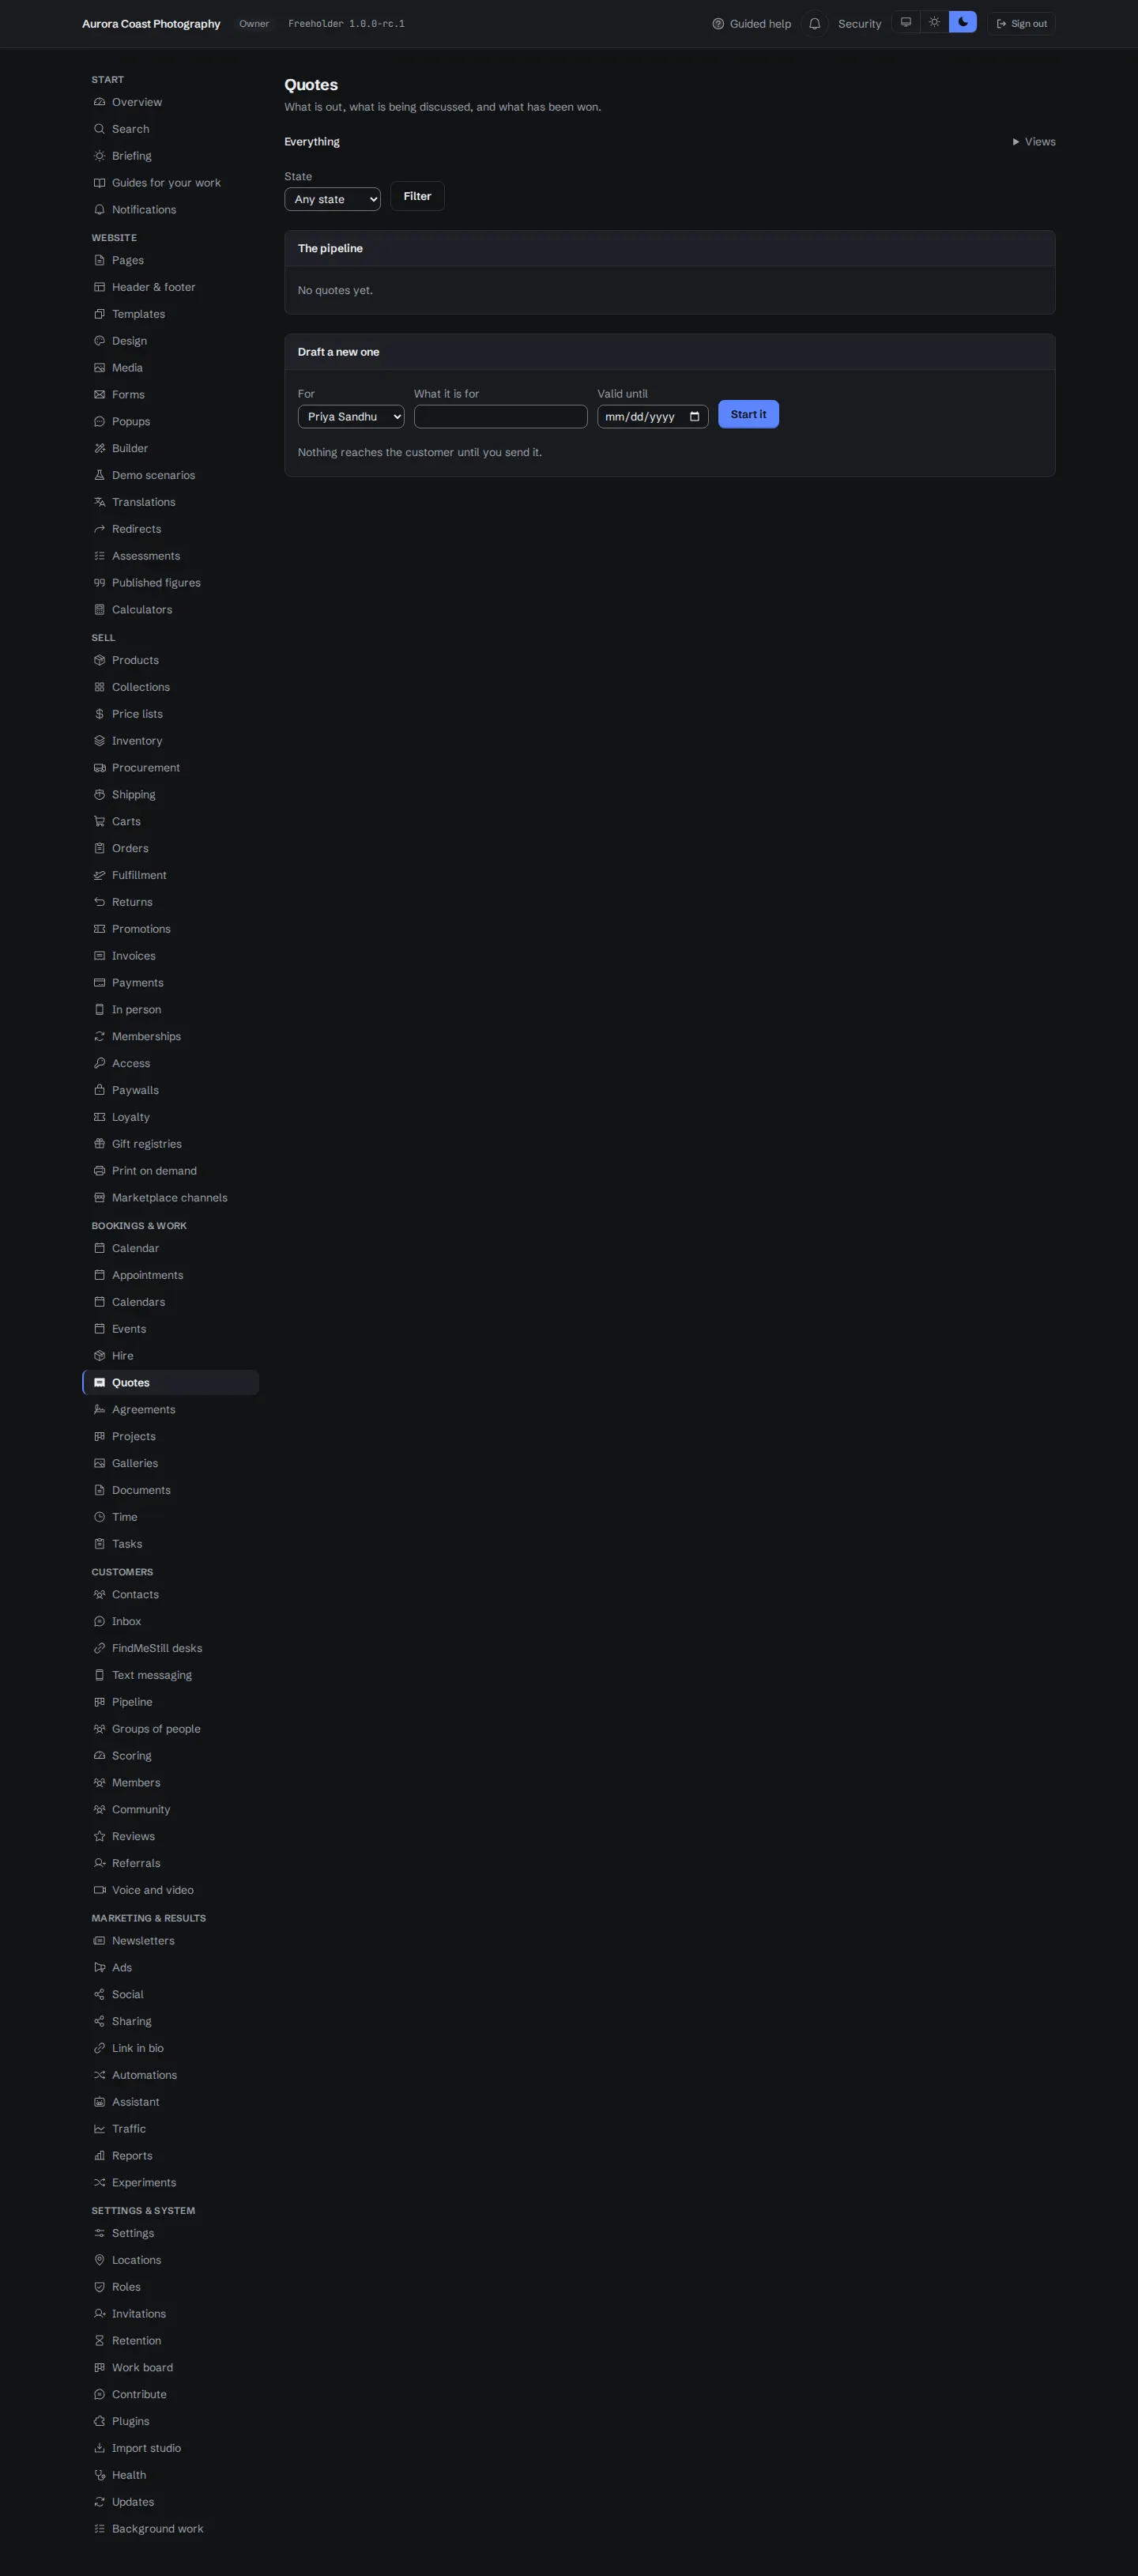 Aurora Coast Photography Owner Freeholder 1.0.0-rc.1 Guided help Security Sign out
START
Overview
Search
Briefing
Guides for your work
Notifications
WEBSITE
Pages
Header & footer
Templates
Design
Media
Forms
Popups
Builder
Demo scenarios
Translations
Redirects
Assessments
Published figures
Calculators
SELL
Products
Collections
Price lists
Inventory
Procurement
Shipping
Carts
Orders
Fulfillment
Returns
Promotions
Invoices
Payments
In person
Memberships
Access
Paywalls
Loyalty
Gift registries
Print on demand
Marketplace channels
BOOKINGS & WORK
Calendar
Appointments
Calendars
Events
Hire
Quotes
Agreements
Projects
Galleries
Documents
Time
Tasks
CUSTOMERS
Contacts
Inbox
FindMeStill desks
Text messaging
Pipeline
Groups of people
Scoring
Members
Community
Reviews
Referrals
Voice and video
MARKETING & RESULTS
Newsletters
Ads
Social
Sharing
Link in bio
Automations
Assistant
Traffic
Reports
Experiments
SETTINGS & SYSTEM
Settings
Locations
Roles
Invitations
Retention
Work board
Contribute
Plugins
Import studio
Health
Updates
Background work
Quotes
What is out, what is being discussed, and what has been won.
Everything Views
State
Any state Filter
The pipeline
No quotes yet.
Draft a new one
For What it is for Valid until
Priya Sandhu mm/dd/yyyy Start it
Nothing reaches the customer until you send it.